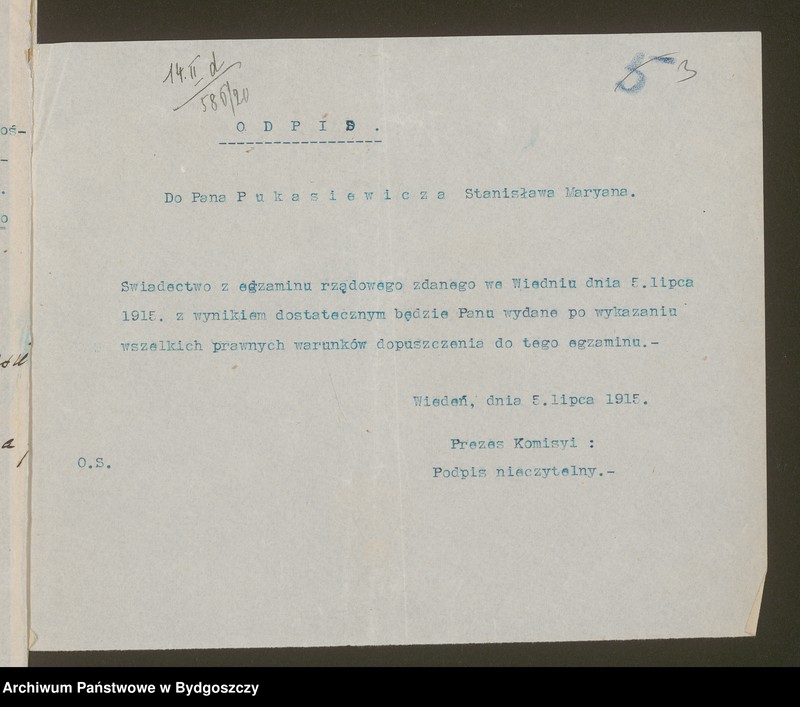 14.II d
586/20
5 3
O D P I S .
Do Pana P u k a s i e w i c z a Stanisława Maryana.
Swiadectwo z egzaminu rządowego zdanego we Wiedniu dnia 5.lipca
1915. z wynikiem dostatecznym będzie Panu wydane po wykazaniu
wszelkich prawnych warunków dopuszczenia do tego egzaminu.-
Wiedeń, dnia 5.lipca 1915.
Prezes Komisyi :
O.S.
Podpis nieczytelny.-
Archiwum Państwowe w Bydgoszczy